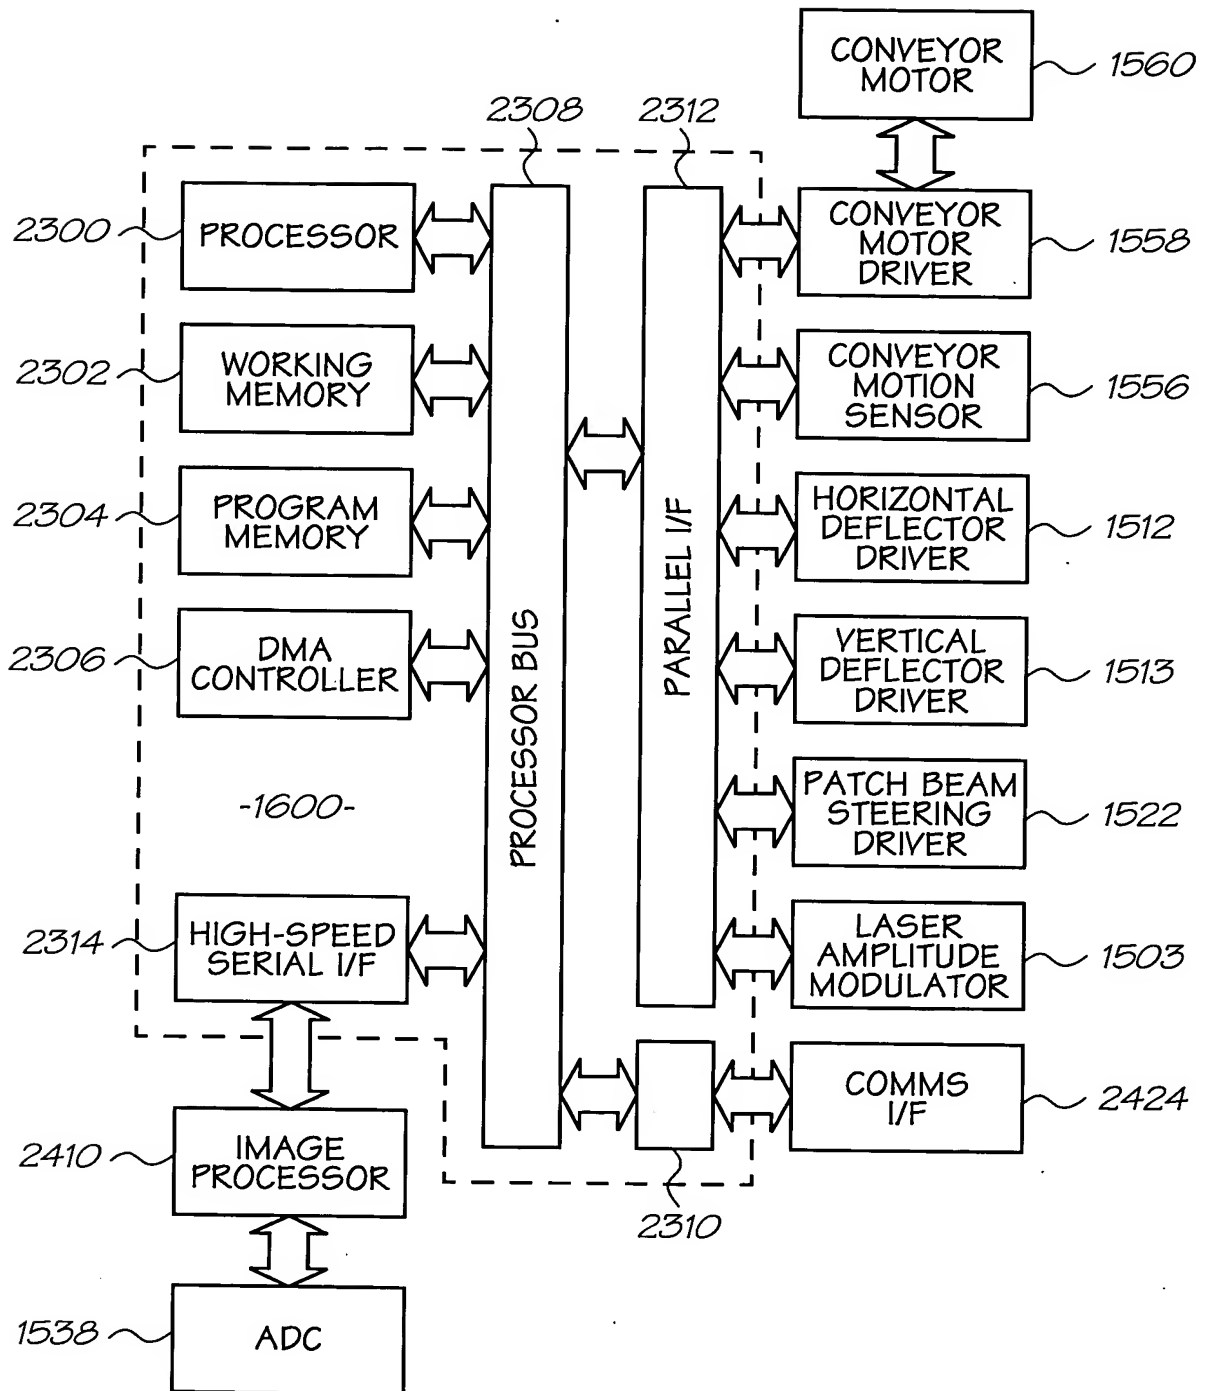 CONVEYOR
MOTOR
1560
2308
2312
2300
PROCESSOR
CONVEYOR
MOTOR
DRIVER
1558
2302
WORKING
MEMORY
CONVEYOR
MOTION
SENSOR
1556
2304
PROGRAM
MEMORY
HORIZONTAL
DEFLECTOR
DRIVER
1512
2306
DMA
CONTROLLER
PROCESSOR BUS
PARALLEL I/F
VERTICAL
DEFLECTOR
DRIVER
1513
-1600-
PATCH BEAM
STEERING
DRIVER
1522
2314
HIGH-SPEED
SERIAL I/F
LASER
AMPLITUDE
MODULATOR
1503
COMMS
I/F
2424
2410
IMAGE
PROCESSOR
2310
1538
ADC